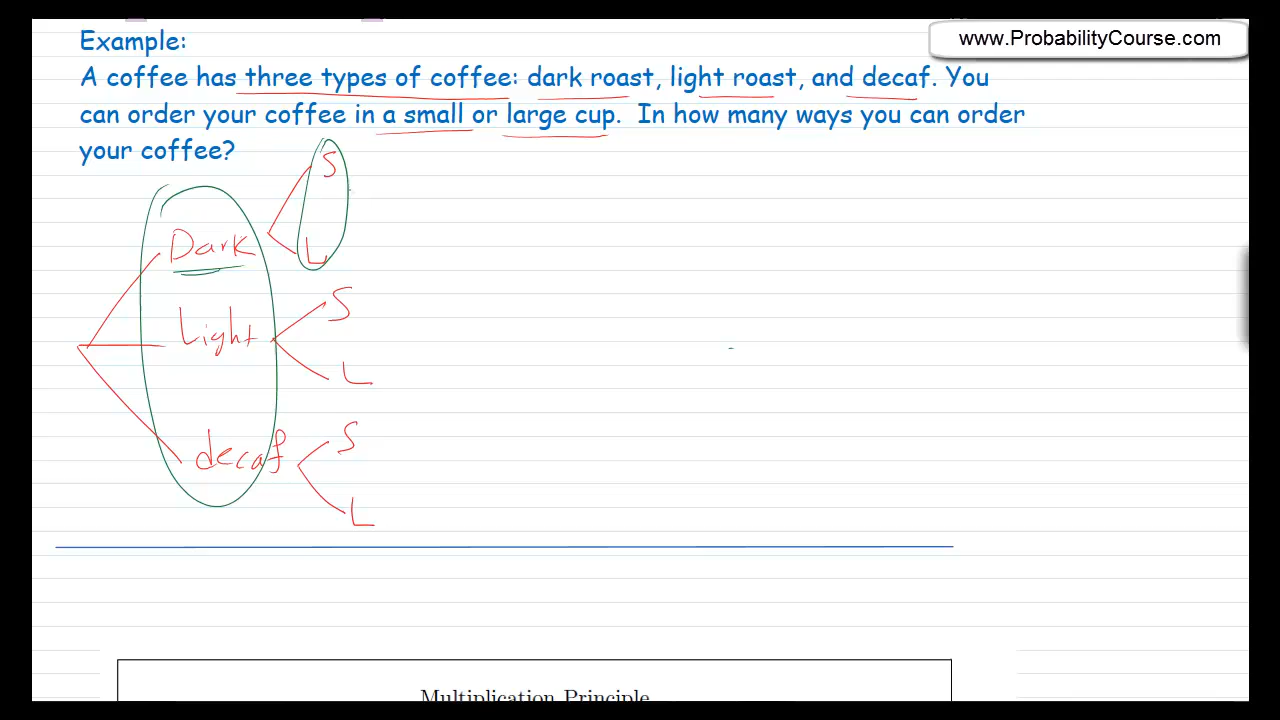 Example:
www.ProbabilityCourse.com
A coffee has three types of coffee: dark roast, light roast, and decaf. You
can order your coffee in a small or large cup. In how many ways you can order
your coffee?
S
Dark
L
S
Light
L
S
decaf
L
Multiplication Principle